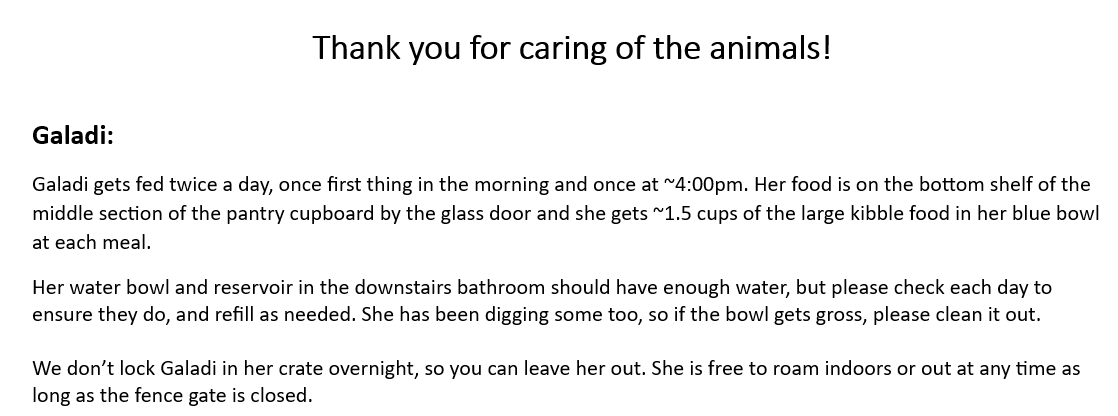 Thank you for caring of the animals!
Galadi:
Galadi gets fed twice a day, once first thing in the morning and once at ~4:00pm. Her food is on the bottom shelf of the
middle section of the pantry cupboard by the glass door and she gets ~1.5 cups of the large kibble food in her blue bowl
at each meal.
Her water bowl and reservoir in the downstairs bathroom should have enough water, but please check each day to
ensure they do, and refill as needed. She has been digging some too, so if the bowl gets gross, please clean it out.
We don’t lock Galadi in her crate overnight, so you can leave her out. She is free to roam indoors or out at any time as
long as the fence gate is closed.